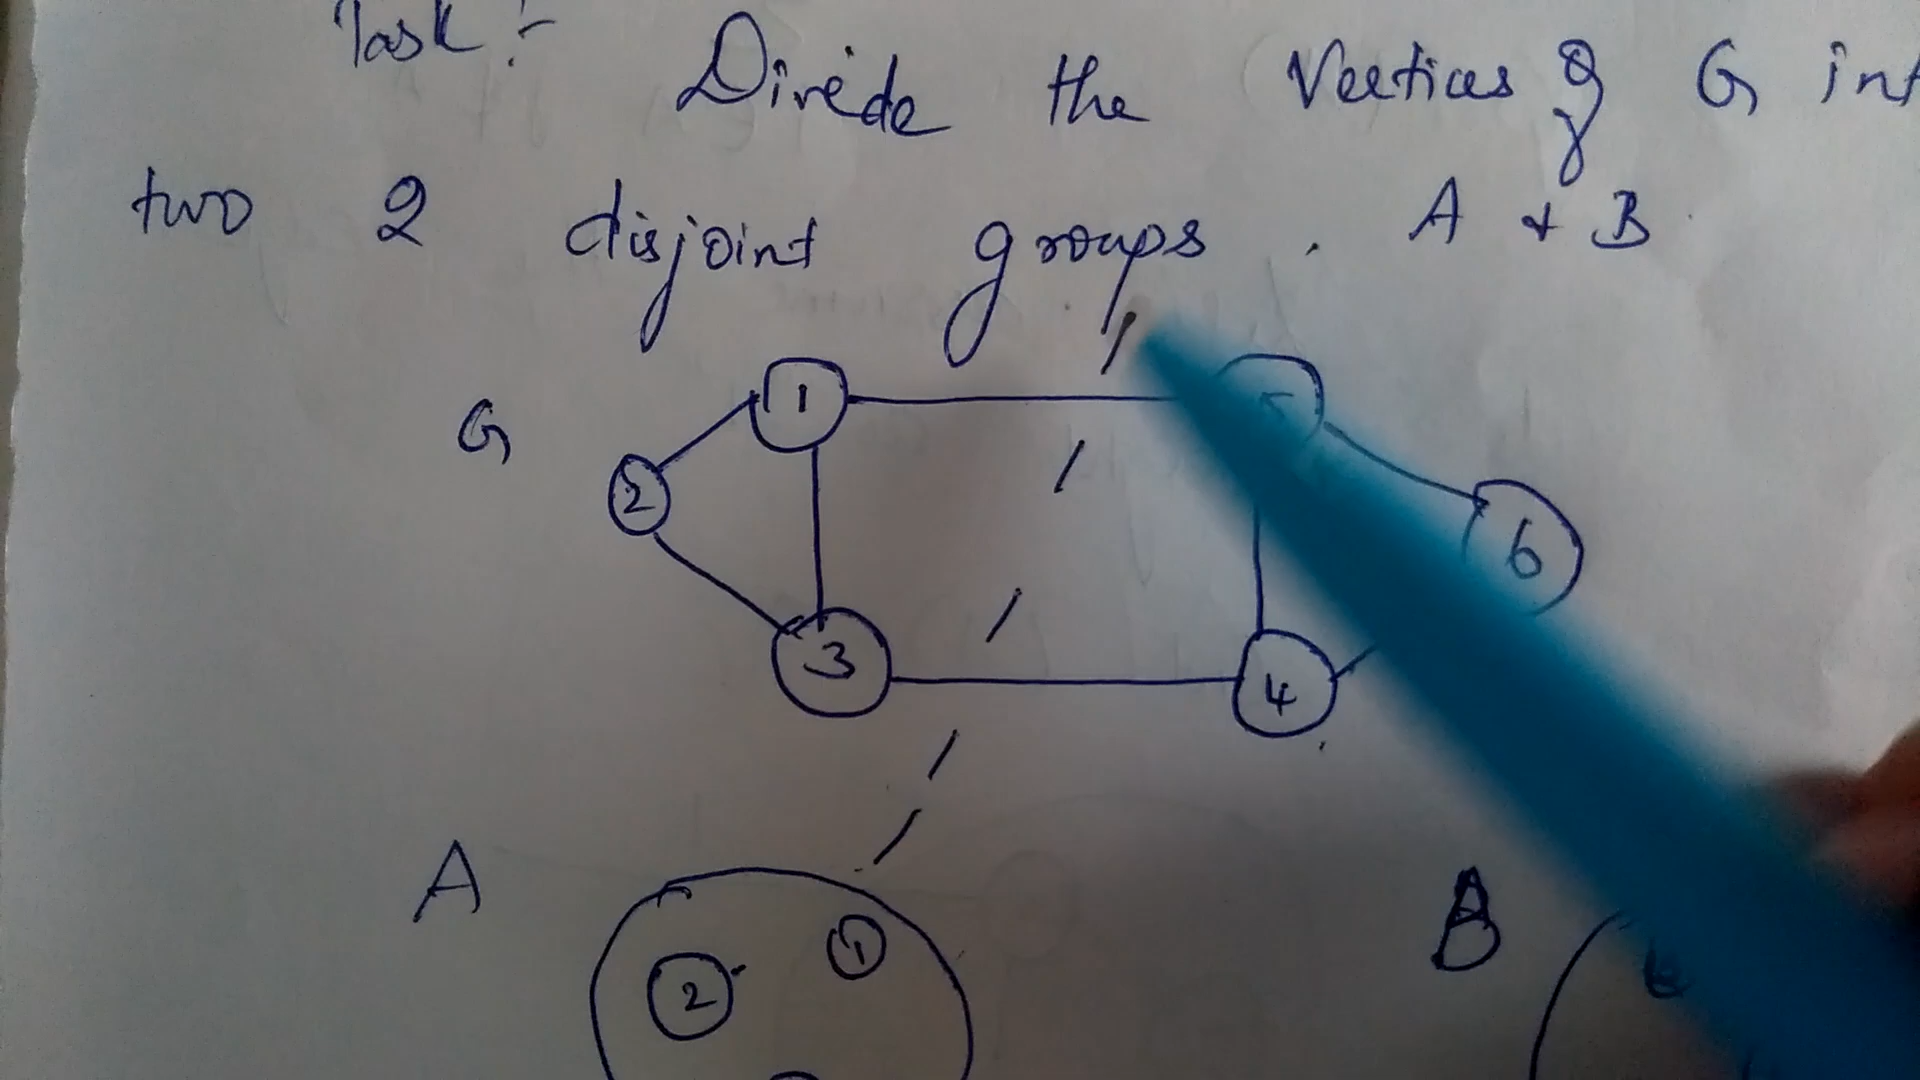 Task :-
Divide the Vertices of G int
two 2 disjoint groups . A & B
1
G
2
6
3
4
A
B
1
2